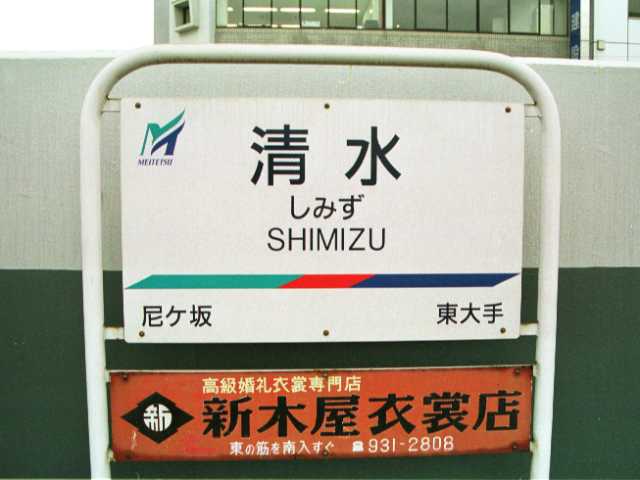 MEITETSU
清水
しみず
SHIMIZU
尼ケ坂 東大手
高級婚礼衣裳専門店
新 新木屋衣裳店
東の筋を南入すぐ ☎931-2808